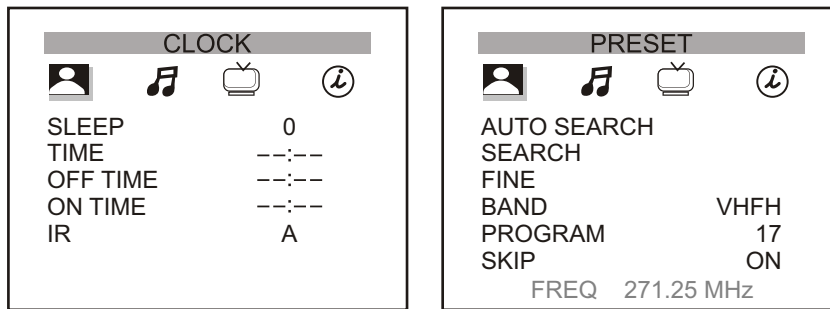 CLOCK
SLEEP 0
TIME --:--
OFF TIME --:--
ON TIME --:--
IR A
PRESET
AUTO SEARCH
SEARCH
FINE
BAND VHFH
PROGRAM 17
SKIP ON
FREQ 271.25 MHz